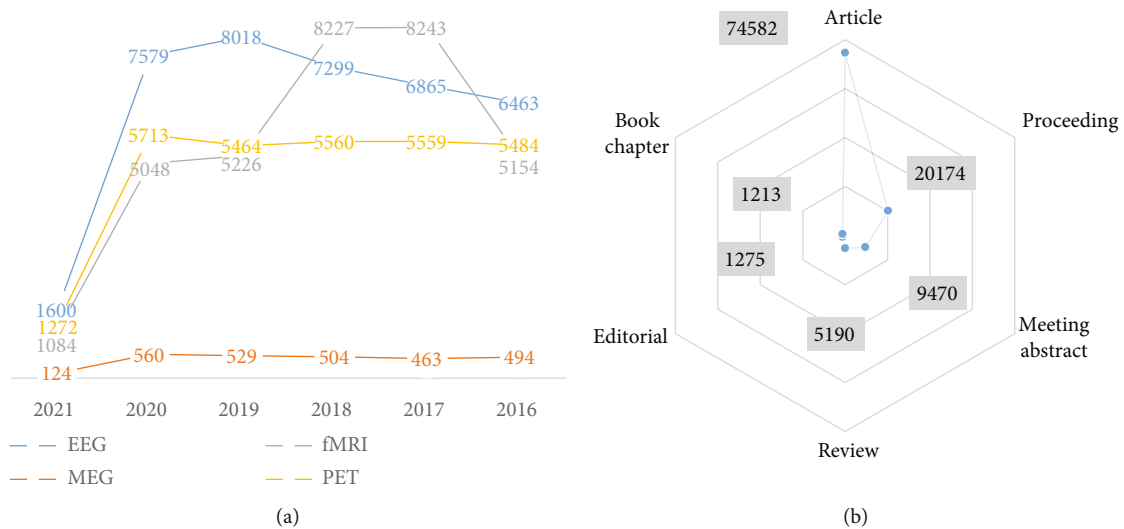 8227 8243
7579 8018
7299 6865 6463
5713 5464 5560 5559 5484
5048 5226 5154
1600
1272
1084
124 560 529 504 463 494
2021 2020 2019 2018 2017 2016
EEG fMRI
MEG PET
(a)
74582
Article
Book
chapter
Proceeding
20174
1213
1275
9470
5190
Editorial
Meeting
abstract
Review
(b)